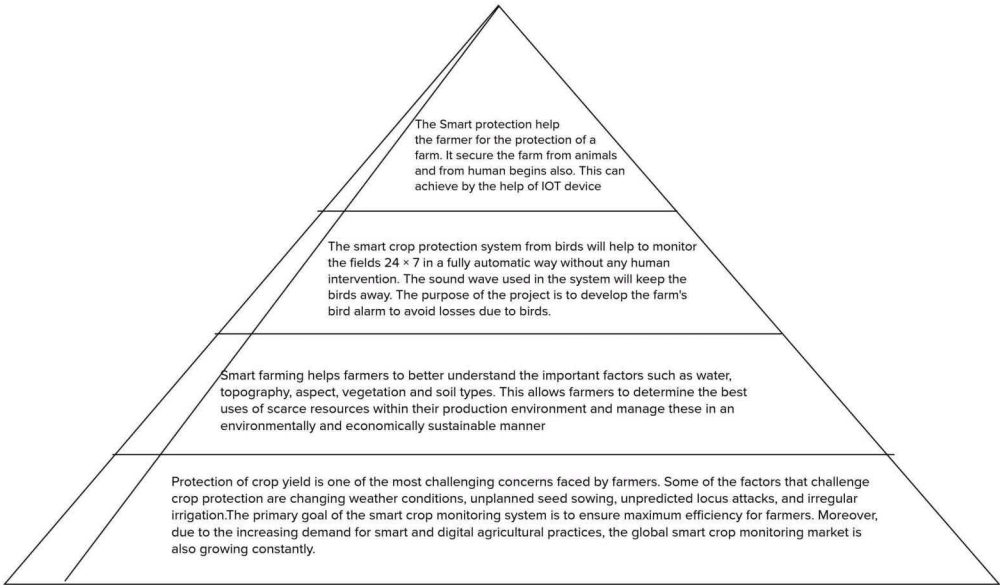 The Smart protection help
the farmer for the protection of a
farm. It secure the farm from animals
and from human begins also. This can
achieve by the help of IOT device
The smart crop protection system from birds will help to monitor
the fields 24 × 7 in a fully automatic way without any human
intervention. The sound wave used in the system will keep the
birds away. The purpose of the project is to develop the farm's
bird alarm to avoid losses due to birds.
Smart farming helps farmers to better understand the important factors such as water,
topography, aspect, vegetation and soil types. This allows farmers to determine the best
uses of scarce resources within their production environment and manage these in an
environmentally and economically sustainable manner
Protection of crop yield is one of the most challenging concerns faced by farmers. Some of the factors that challenge
crop protection are changing weather conditions, unplanned seed sowing, unpredicted locus attacks, and irregular
irrigation.The primary goal of the smart crop monitoring system is to ensure maximum efficiency for farmers. Moreover,
due to the increasing demand for smart and digital agricultural practices, the global smart crop monitoring market is
also growing constantly.